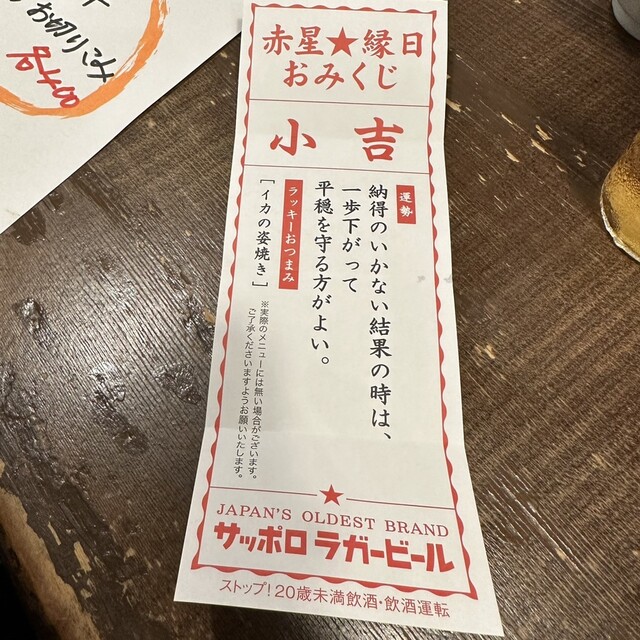 お切り込み
赤星★縁日
おみくじ
小吉
運勢
納得のいかない結果の時は、
一歩下がって
平穏を守る方がよい。
ラッキーおつまみ
［イカの姿焼き］
※実際のメニューには無い場合がございます。
ご了承くださいますようお願いいたします。
★
JAPAN'S OLDEST BRAND
サッポロ ラガービール
ストップ！20歳未満飲酒・飲酒運転